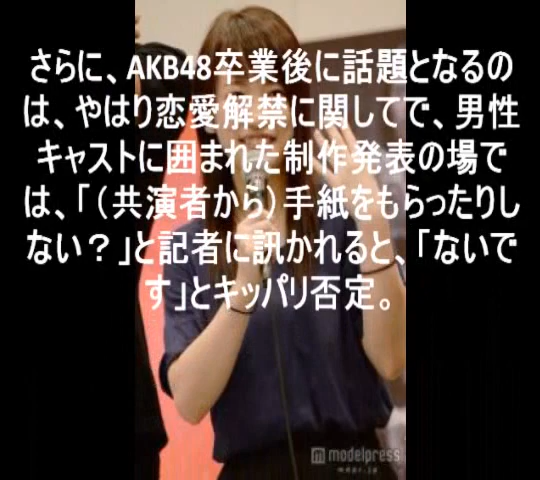 さらに、AKB48卒業後に話題となるの
は、やはり恋愛解禁に関してで、男性
キャストに囲まれた制作発表の場で
は、「（共演者から）手紙をもらったりし
ない？」と記者に訊かれると、「ないで
す」とキッパリ否定。
modelpress
mdpr.jp